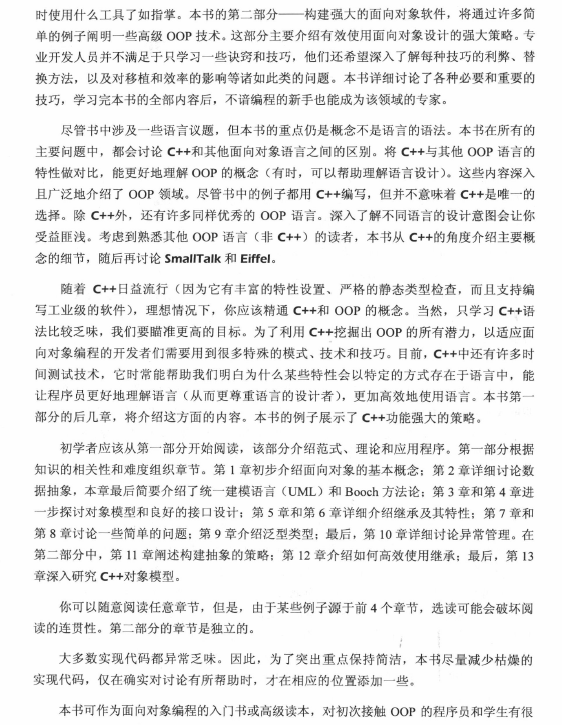 时使用什么工具了如指掌。本书的第二部分——构建强大的面向对象软件，将通过许多简
单的例子阐明一些高级 OOP 技术。这部分主要介绍有效使用面向对象设计的强大策略。专
业开发人员并不满足于只学习一些诀窍和技巧，他们还希望深入了解每种技巧的利弊、替
换方法，以及对移植和效率的影响等诸如此类的问题。本书详细讨论了各种必要和重要的
技巧，学习完本书的全部内容后，不谙编程的新手也能成为该领域的专家。
尽管书中涉及一些语言议题，但本书的重点仍是概念不是语言的语法。本书在所有的
主要问题中，都会讨论 C++和其他面向对象语言之间的区别。将 C++与其他 OOP 语言的
特性做对比，能更好地理解 OOP 的概念（有时，可以帮助理解语言设计）。这些内容深入
且广泛地介绍了 OOP 领域。尽管书中的例子都用 C++编写，但并不意味着 C++是唯一的
选择。除 C++外，还有许多同样优秀的 OOP 语言。深入了解不同语言的设计意图会让你
受益匪浅。考虑到熟悉其他 OOP 语言（非 C++）的读者，本书从 C++的角度介绍主要概
念的细节，随后再讨论 SmallTalk 和 Eiffel。
随着 C++日益流行（因为它有丰富的特性设置、严格的静态类型检查，而且支持编
写工业级的软件），理想情况下，你应该精通 C++和 OOP 的概念。当然，只学习 C++语
法比较乏味，我们要瞄准更高的目标。为了利用 C++挖掘出 OOP 的所有潜力，以适应面
向对象编程的开发者们需要用到很多特殊的模式、技术和技巧。目前，C++中还有许多时
间测试技术，它时常能帮助我们明白为什么某些特性会以特定的方式存在于语言中，能
让程序员更好地理解语言（从而更尊重语言的设计者），更加高效地使用语言。本书第一
部分的后几章，将介绍这方面的内容。本书的例子展示了 C++功能强大的策略。
初学者应该从第一部分开始阅读，该部分介绍范式、理论和应用程序。第一部分根据
知识的相关性和难度组织章节。第 1 章初步介绍面向对象的基本概念；第 2 章详细讨论数
据抽象，本章最后简要介绍了统一建模语言（UML）和 Booch 方法论；第 3 章和第 4 章进
一步探讨对象模型和良好的接口设计；第 5 章和第 6 章详细介绍继承及其特性；第 7 章和
第 8 章讨论一些简单的问题；第 9 章介绍泛型类型；最后，第 10 章详细讨论异常管理。在
第二部分中，第 11 章阐述构建抽象的策略；第 12 章介绍如何高效使用继承；最后，第 13
章深入研究 C++对象模型。
你可以随意阅读任意章节，但是，由于某些例子源于前 4 个章节，选读可能会破坏阅
读的连贯性。第二部分的章节是独立的。
大多数实现代码都异常乏味。因此，为了突出重点保持简洁，本书尽量减少枯燥的
实现代码，仅在确实对讨论有所帮助时，才在相应的位置添加一些。
本书可作为面向对象编程的入门书或高级读本，对初次接触 OOP 的程序员和学生有很